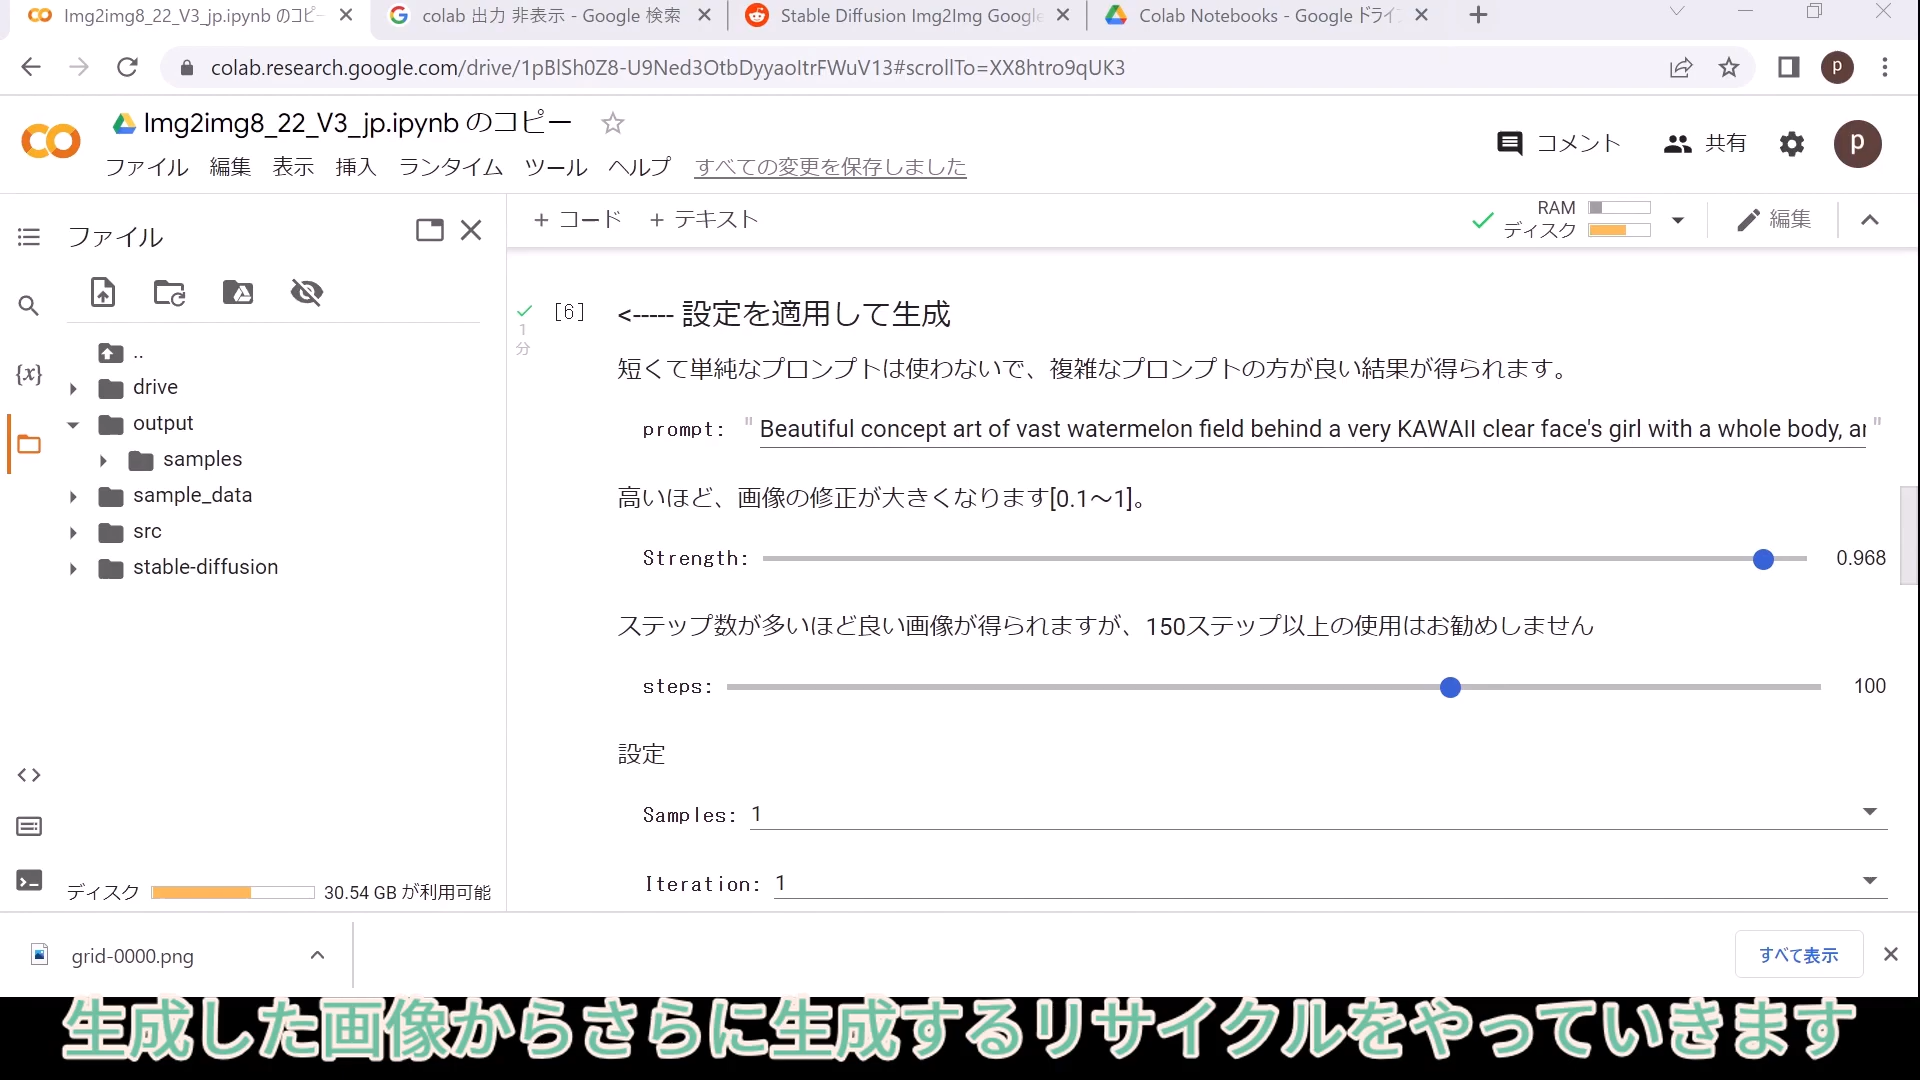 Img2img8_22_V3_jp.ipynb のコピー
colab 出力 非表示 - Google 検索
Stable Diffusion Img2Img Google
Colab Notebooks - Google ドライ
colab.research.google.com/drive/1pBlSh0Z8-U9Ned3OtbDyyaoItrFWuV13#scrollTo=XX8htro9qUK3
p
Img2img8_22_V3_jp.ipynb のコピー
コメント
共有
p
ファイル 編集 表示 挿入 ランタイム ツール ヘルプ すべての変更を保存しました
ファイル
+ コード + テキスト
RAM
ディスク
編集
..
drive
output
samples
sample_data
src
stable-diffusion
{x}
ディスク 30.54 GB が利用可能
1
分
[6]
<----- 設定を適用して生成
短くて単純なプロンプトは使わないで、複雑なプロンプトの方が良い結果が得られます。
prompt: " Beautiful concept art of vast watermelon field behind a very KAWAII clear face's girl with a whole body, ar "
高いほど、画像の修正が大きくなります[0.1～1]。
Strength: 0.968
ステップ数が多いほど良い画像が得られますが、150ステップ以上の使用はお勧めしません
steps: 100
設定
Samples: 1
Iteration: 1
grid-0000.png
すべて表示
生成した画像からさらに生成するリサイクルをやっていきます